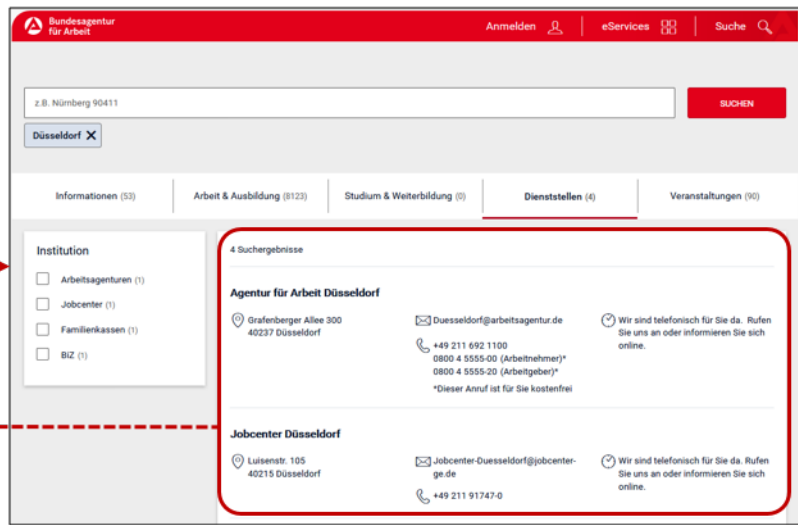 Bundesagentur
für Arbeit
Anmelden
eServices
Suche
z.B. Nürnberg 90411
SUCHEN
Düsseldorf X
Informationen (53)
Arbeit & Ausbildung (8123)
Studium & Weiterbildung (0)
Dienststellen (4)
Veranstaltungen (90)
Institution
Arbeitsagenturen (1)
Jobcenter (1)
Familienkassen (1)
BiZ (1)
4 Suchergebnisse
Agentur für Arbeit Düsseldorf
Grafenberger Allee 300
40237 Düsseldorf
Duesseldorf@arbeitsagentur.de
+49 211 692 1100
0800 4 5555-00 (Arbeitnehmer)*
0800 4 5555-20 (Arbeitgeber)*
*Dieser Anruf ist für Sie kostenfrei
Wir sind telefonisch für Sie da. Rufen
Sie uns an oder informieren Sie sich
online.
Jobcenter Düsseldorf
Luisenstr. 105
40215 Düsseldorf
Jobcenter-Duesseldorf@jobcenter-
ge.de
+49 211 91747-0
Wir sind telefonisch für Sie da. Rufen
Sie uns an oder informieren Sie sich
online.